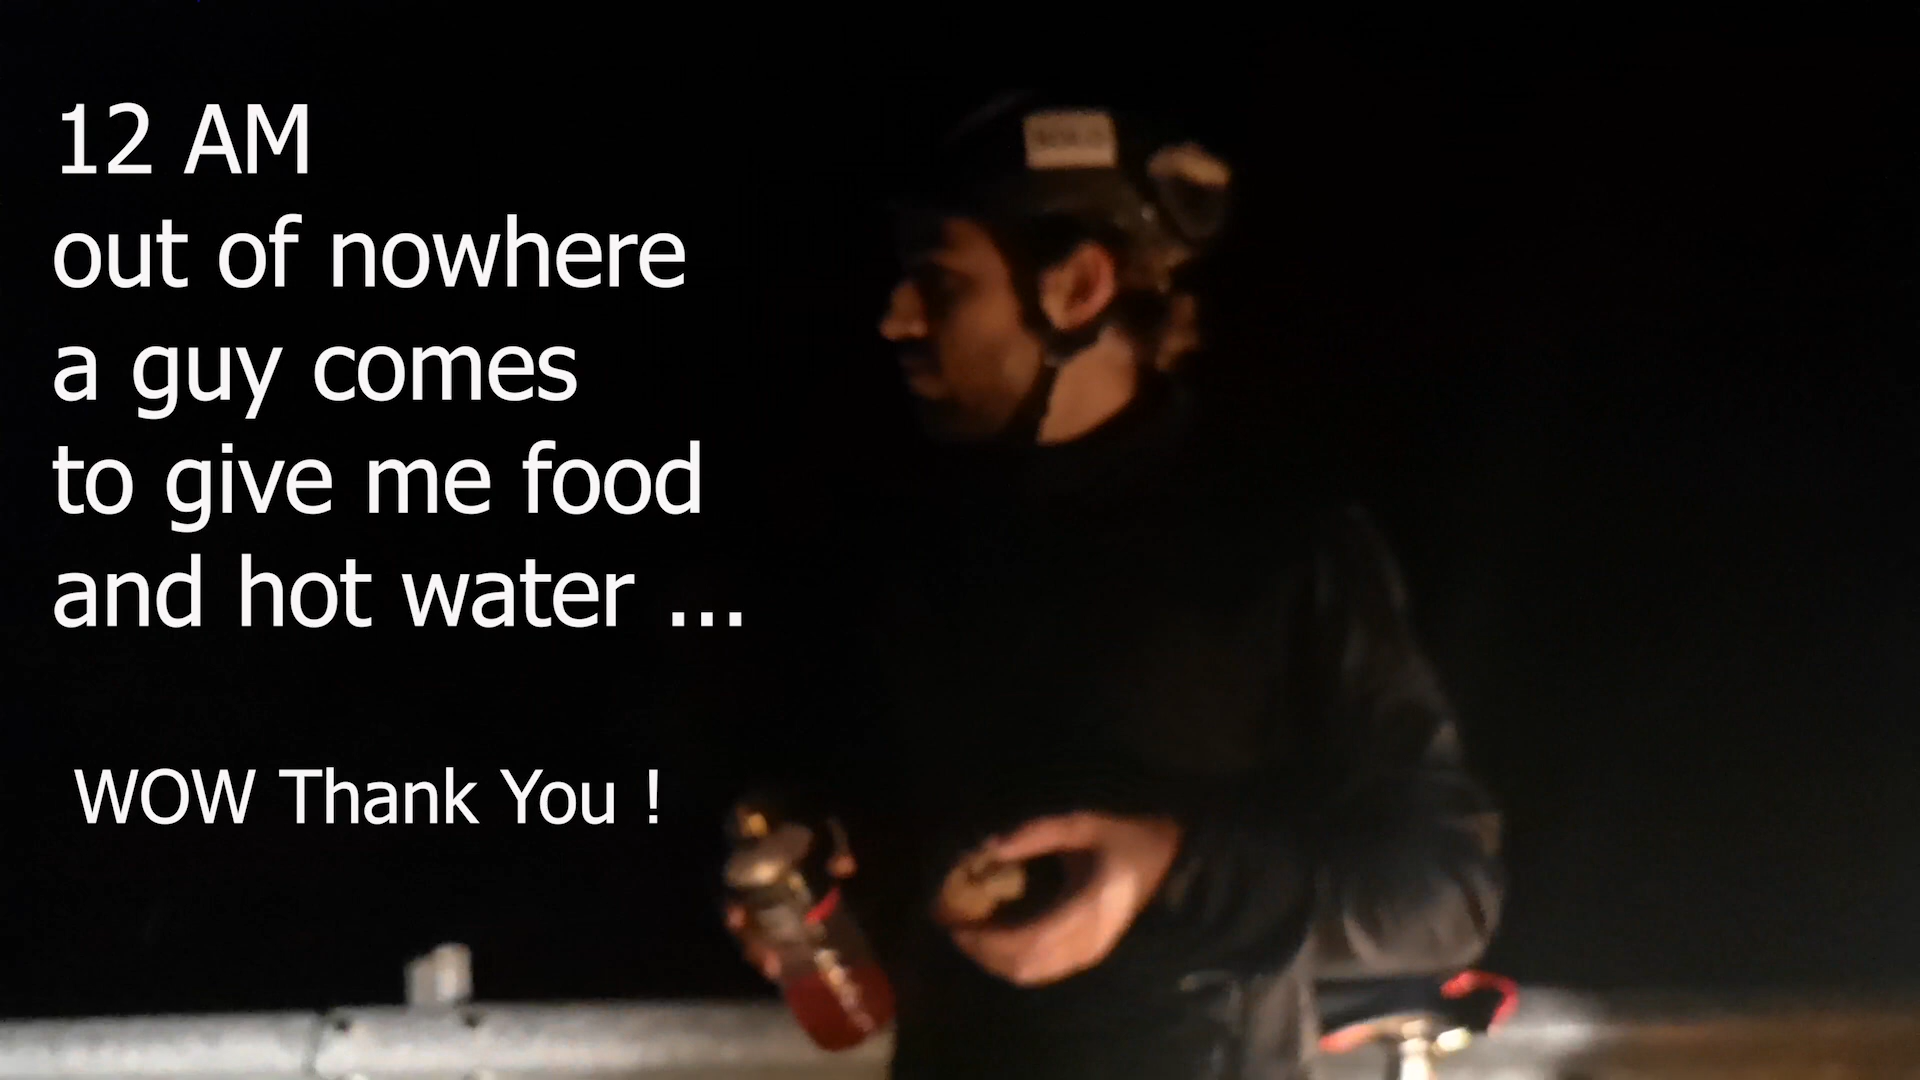 12 AM
out of nowhere
a guy comes
to give me food
and hot water ...
WOW Thank You !